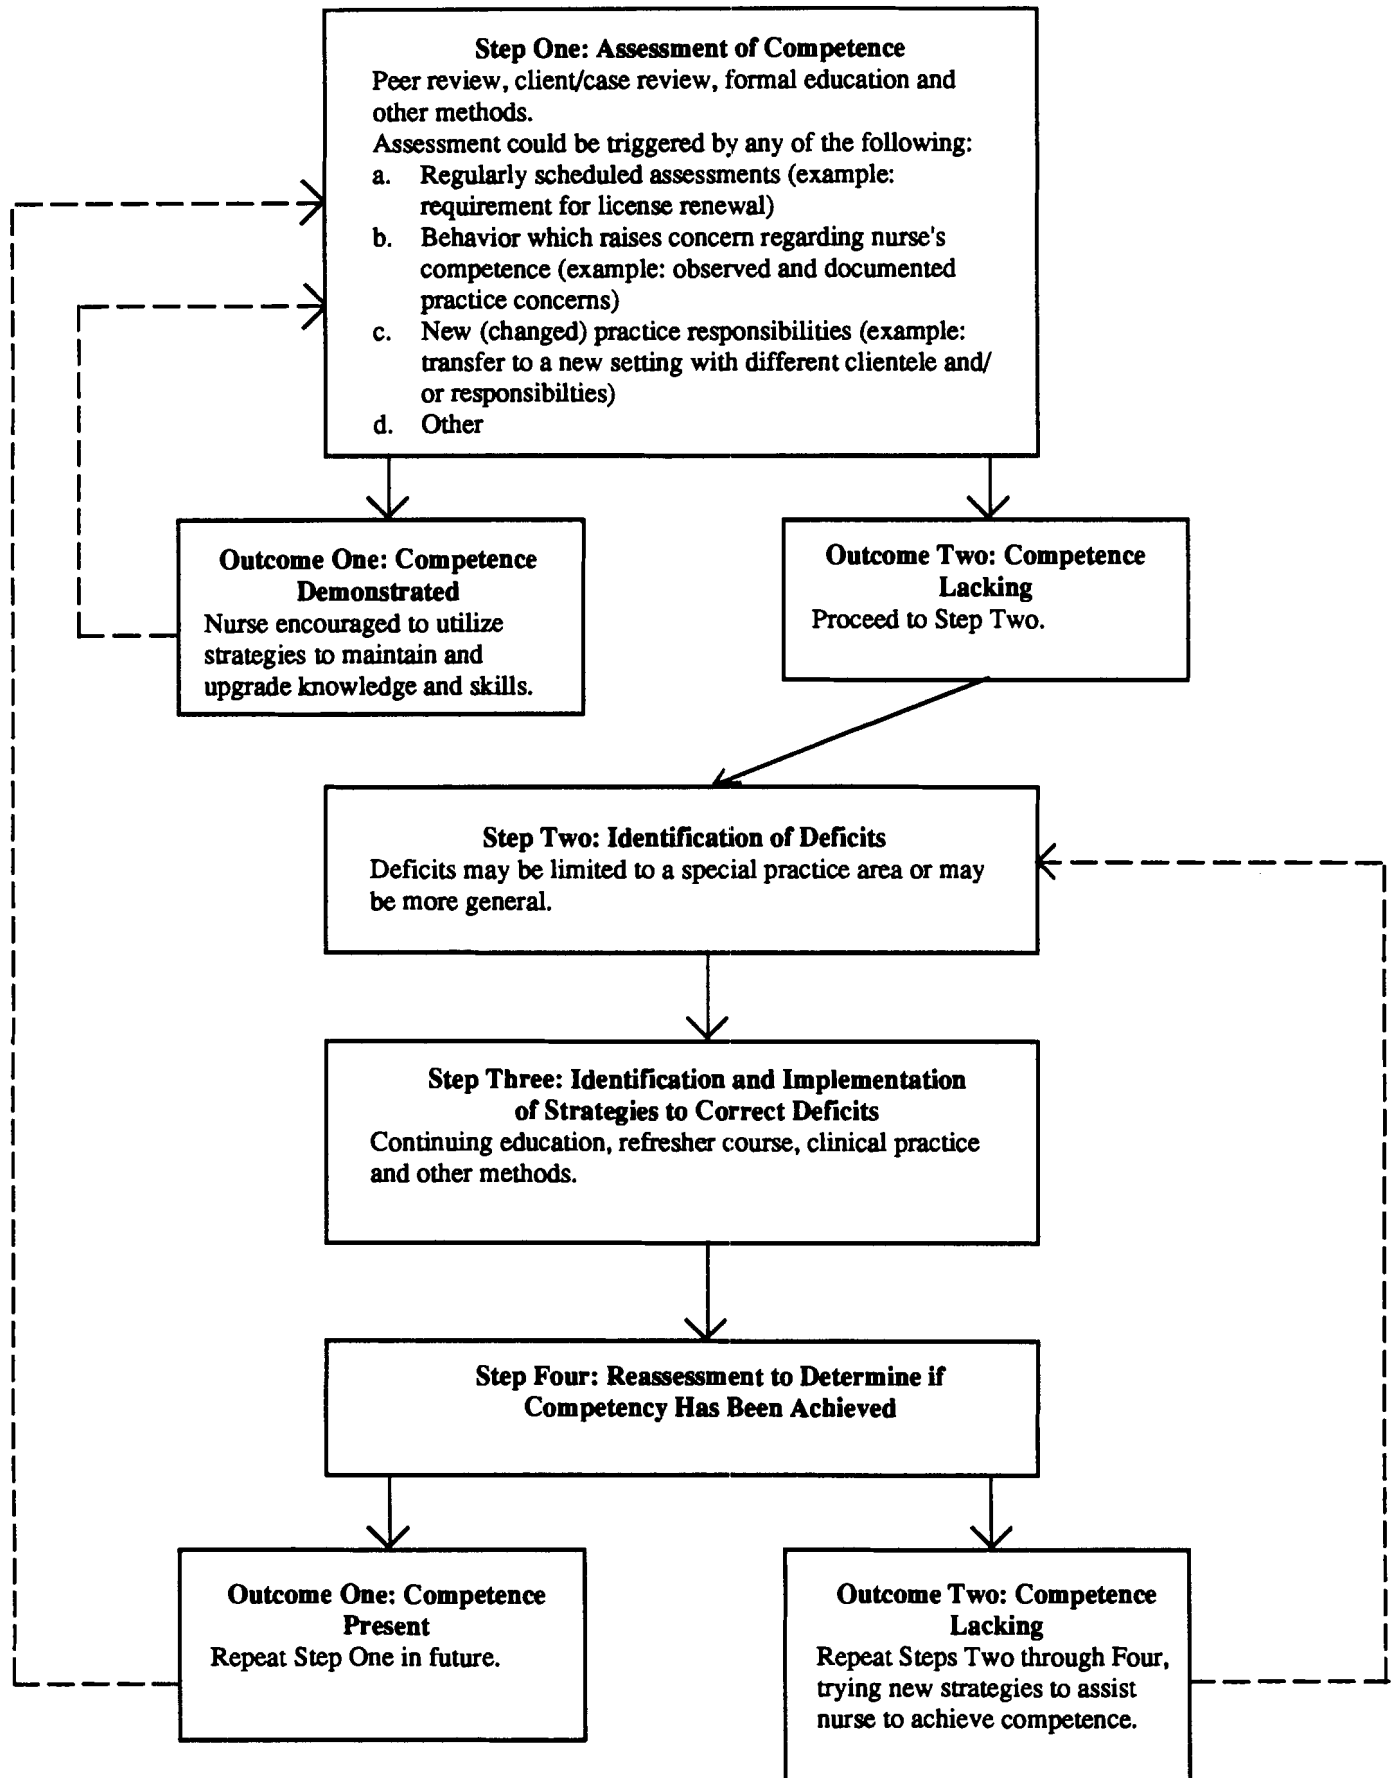 Step One: Assessment of Competence
Peer review, client/case review, formal education and
other methods.
Assessment could be triggered by any of the following:
a. Regularly scheduled assessments (example:
requirement for license renewal)
b. Behavior which raises concern regarding nurse's
competence (example: observed and documented
practice concerns)
c. New (changed) practice responsibilities (example:
transfer to a new setting with different clientele and/
or responsibilties)
d. Other
Outcome One: Competence
Demonstrated
Nurse encouraged to utilize
strategies to maintain and
upgrade knowledge and skills.
Outcome Two: Competence
Lacking
Proceed to Step Two.
Step Two: Identification of Deficits
Deficits may be limited to a special practice area or may
be more general.
Step Three: Identification and Implementation
of Strategies to Correct Deficits
Continuing education, refresher course, clinical practice
and other methods.
Step Four: Reassessment to Determine if
Competency Has Been Achieved
Outcome One: Competence
Present
Repeat Step One in future.
Outcome Two: Competence
Lacking
Repeat Steps Two through Four,
trying new strategies to assist
nurse to achieve competence.